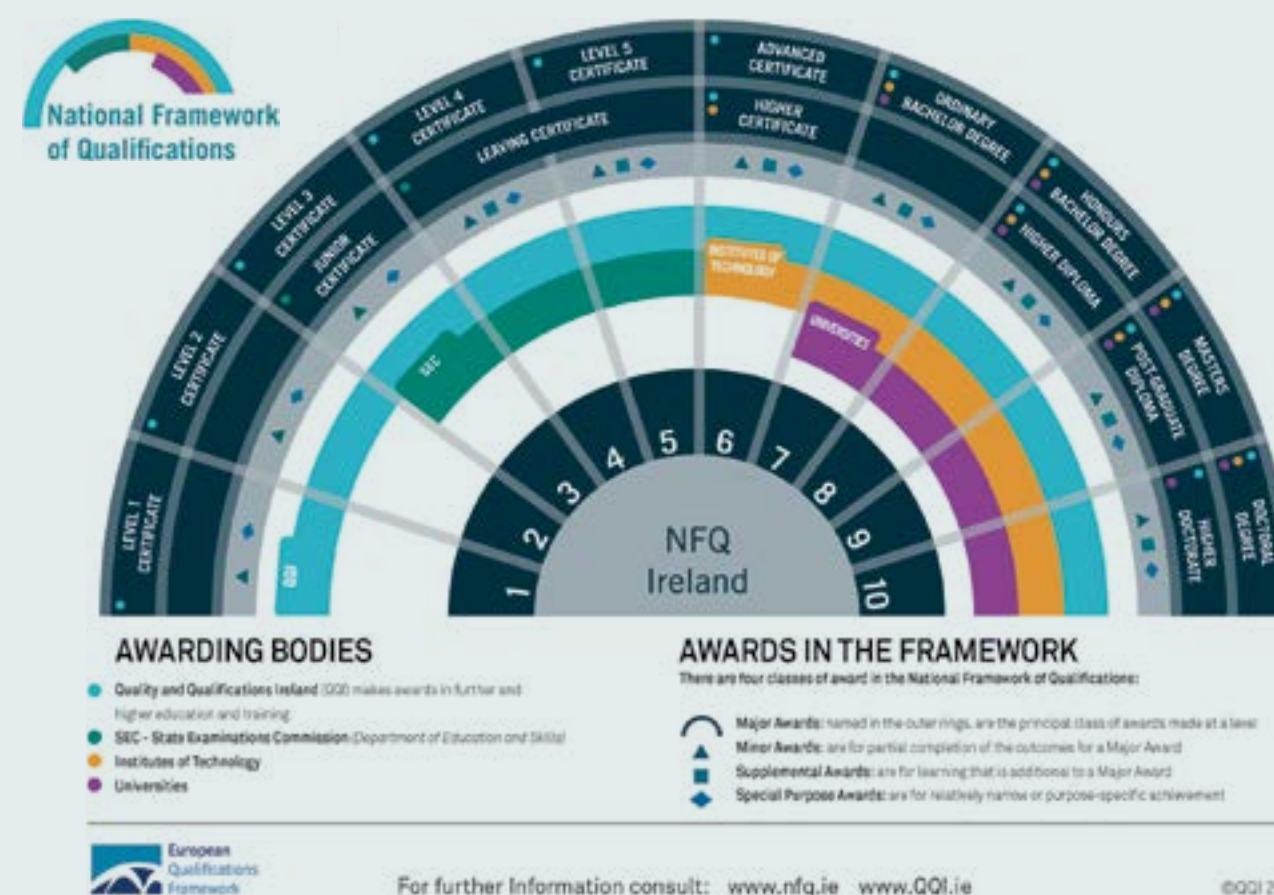 National Framework
of Qualifications
LEVEL 1
CERTIFICATE
LEVEL 2
CERTIFICATE
LEVEL 3
CERTIFICATE
JUNIOR
CERTIFICATE
LEVEL 4
CERTIFICATE
LEAVING CERTIFICATE
LEVEL 5
CERTIFICATE
ADVANCED
CERTIFICATE
HIGHER
CERTIFICATE
ORDINARY
BACHELOR DEGREE
HONOURS
BACHELOR DEGREE
HIGHER DIPLOMA
MASTERS
DEGREE
POST-GRADUATE
DIPLOMA
DOCTORAL
DEGREE
HIGHER
DOCTORATE
QQI
SEC
INSTITUTES OF
TECHNOLOGY
UNIVERSITIES
1
2
3
4
5
6
7
8
9
10
NFQ
Ireland
AWARDING BODIES
Quality and Qualifications Ireland (QQI) makes awards in further and
higher education and training
SEC - State Examinations Commission (Department of Education and Skills)
Institutes of Technology
Universities
AWARDS IN THE FRAMEWORK
There are four classes of award in the National Framework of Qualifications:
Major Awards: named in the outer rings, are the principal class of awards made at a level
Minor Awards: are for partial completion of the outcomes for a Major Award
Supplemental Awards: are for learning that is additional to a Major Award
Special Purpose Awards: are for relatively narrow or purpose-specific achievement
European
Qualifications
Framework
For further Information consult: www.nfq.ie www.QQI.ie
©QQI